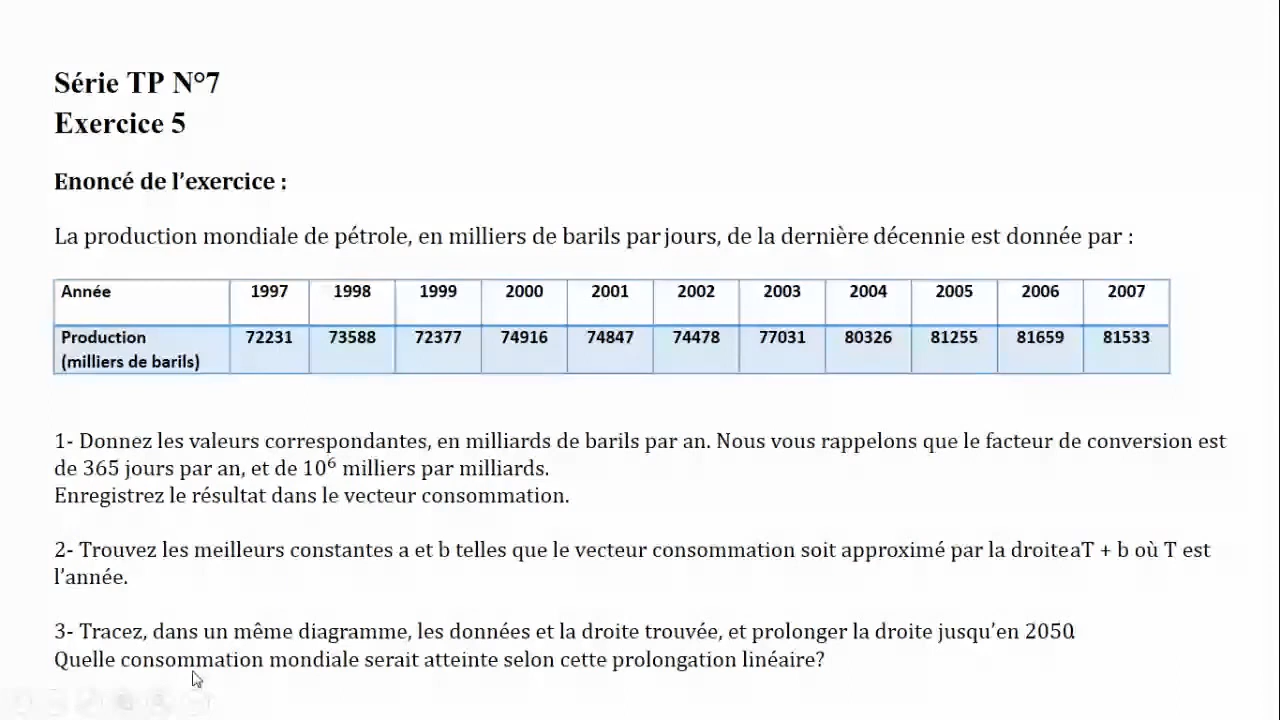 Série TP N°7
Exercice 5
Enoncé de l'exercice :
La production mondiale de pétrole, en milliers de barils par jours, de la dernière décennie est donnée par :
Année 1997 1998 1999 2000 2001 2002 2003 2004 2005 2006 2007
Production 72231 73588 72377 74916 74847 74478 77031 80326 81255 81659 81533
(milliers de barils)
1- Donnez les valeurs correspondantes, en milliards de barils par an. Nous vous rappelons que le facteur de conversion est
de 365 jours par an, et de 10⁶ milliers par milliards.
Enregistrez le résultat dans le vecteur consommation.
2- Trouvez les meilleurs constantes a et b telles que le vecteur consommation soit approximé par la droite aT + b où T est
l'année.
3- Tracez, dans un même diagramme, les données et la droite trouvée, et prolonger la droite jusqu'en 2050.
Quelle consommation mondiale serait atteinte selon cette prolongation linéaire?